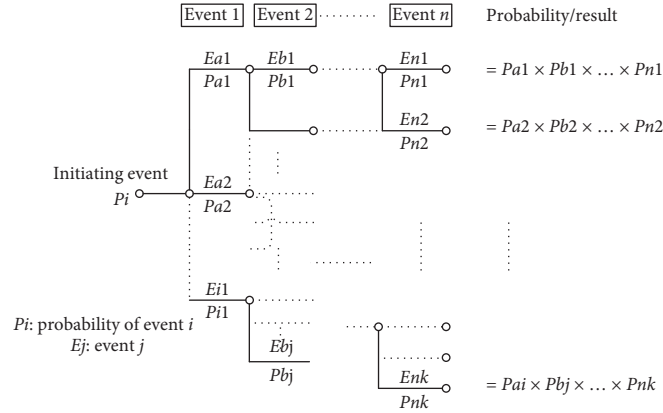 Event 1 Event 2 Event n Probability/result
Ea1 Eb1 En1
Pa1 Pb1 Pn1
= Pa1 × Pb1 × … × Pn1
En2
Pn2
= Pa2 × Pb2 × … × Pn2
Initiating event
Pi
Ea2
Pa2
Ei1
Pi1
Pi: probability of event i
Ej: event j
Ebj
Pbj
Enk
Pnk
= Pai × Pbj × … × Pnk